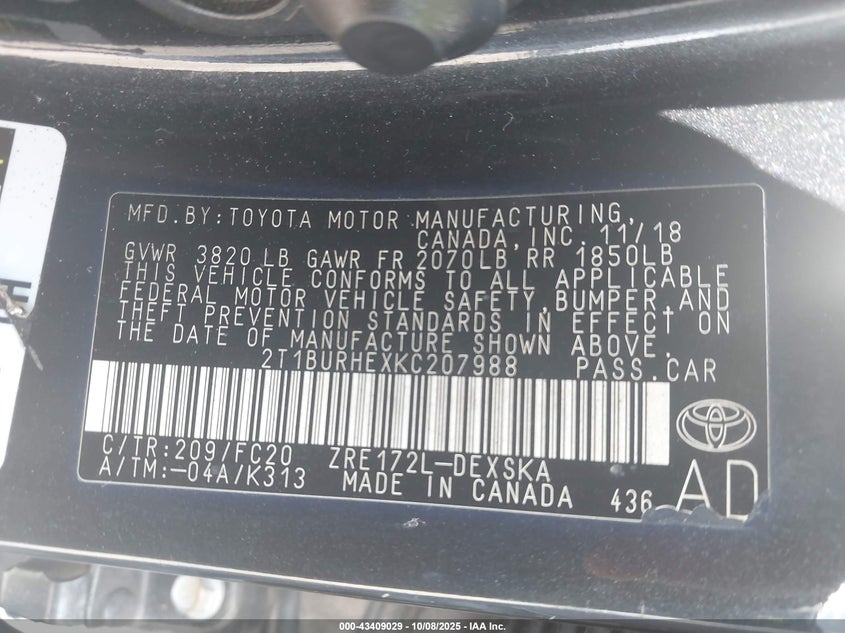 MFD.BY:TOYOTA MOTOR MANUFACTURING,
CANADA,INC. 11/18
GVWR 3820 LB GAWR FR 2070LB RR 1850LB
THIS VEHICLE CONFORMS TO ALL APPLICABLE
FEDERAL MOTOR VEHICLE SAFETY,BUMPER,AND
THEFT PREVENTION STANDARDS IN EFFECT ON
THE DATE OF MANUFACTURE SHOWN ABOVE.
2T1BURHEXKC207988 PASS.CAR
C/TR:209/FC20 ZRE172L-DEXSKA
A/TM:-04A/K313 MADE IN CANADA 436 AD
000-43409029 - 10/08/2025 - IAA Inc.